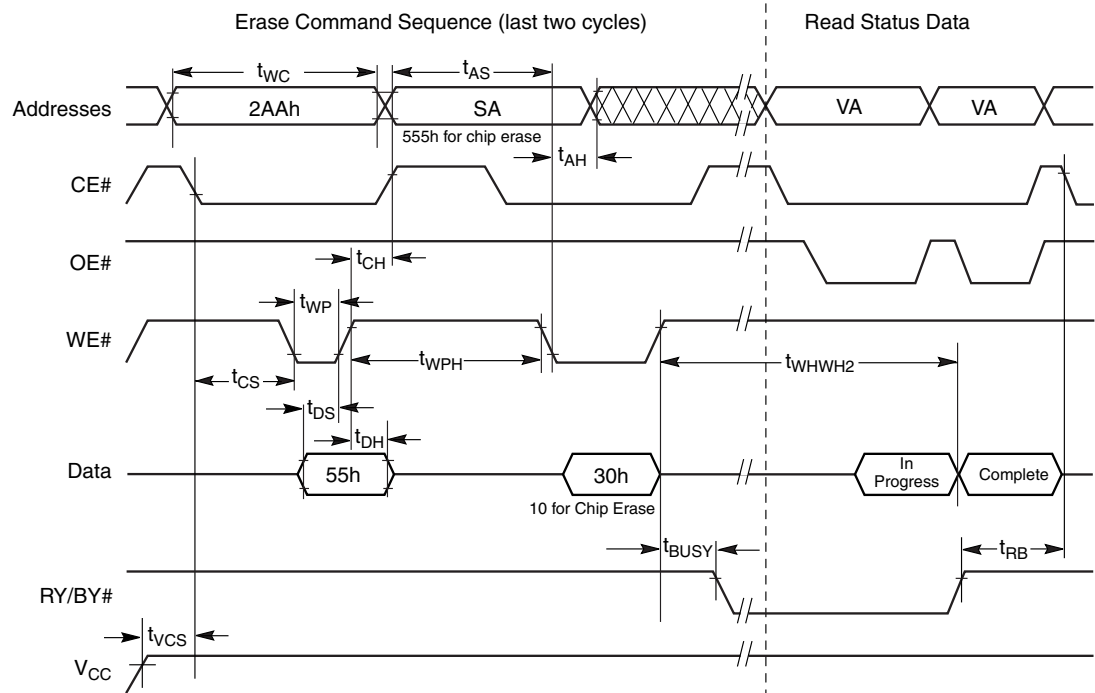 Erase Command Sequence (last two cycles)
Read Status Data
tWC
tAS
Addresses
2AAh
SA
VA
VA
555h for chip erase
tAH
CE#
OE#
tCH
tWP
WE#
tWPH
tWHWH2
tCS
tDS
tDH
Data
55h
30h
In
Progress
Complete
10 for Chip Erase
tBUSY
tRB
RY/BY#
tVCS
VCC